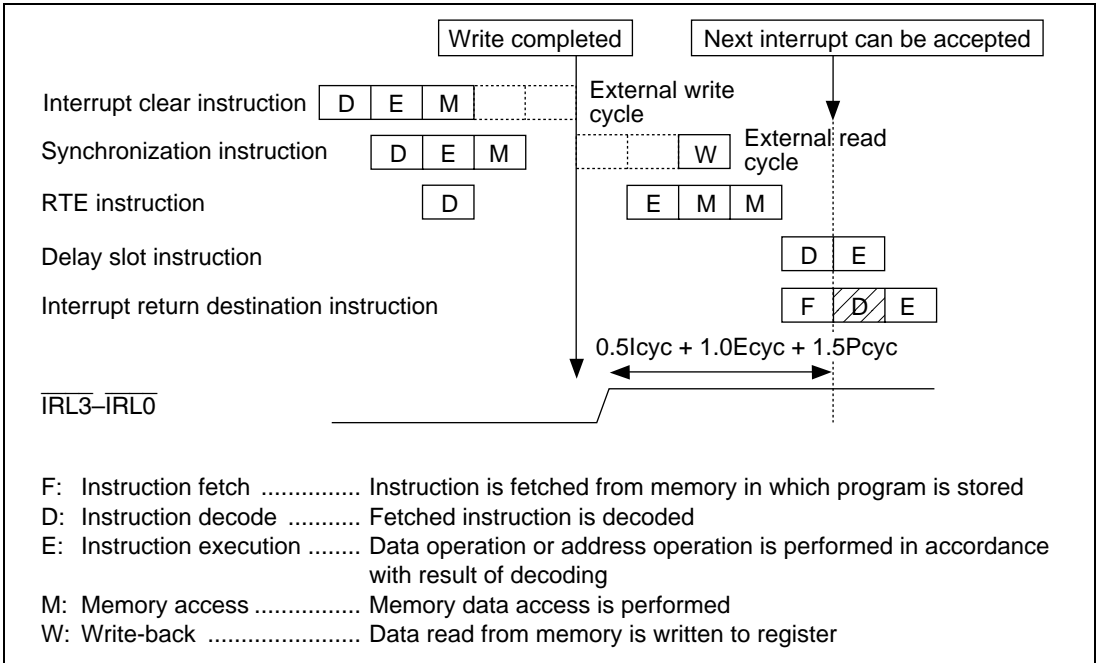 Write completed
Next interrupt can be accepted
Interrupt clear instruction D E M External write cycle
Synchronization instruction D E M W External read cycle
RTE instruction D E M M
Delay slot instruction D E
Interrupt return destination instruction F D E
0.5Icyc + 1.0Ecyc + 1.5Pcyc
IRL3–IRL0
F: Instruction fetch ............... Instruction is fetched from memory in which program is stored
D: Instruction decode ........... Fetched instruction is decoded
E: Instruction execution ........ Data operation or address operation is performed in accordance
with result of decoding
M: Memory access ................ Memory data access is performed
W: Write-back ...................... Data read from memory is written to register